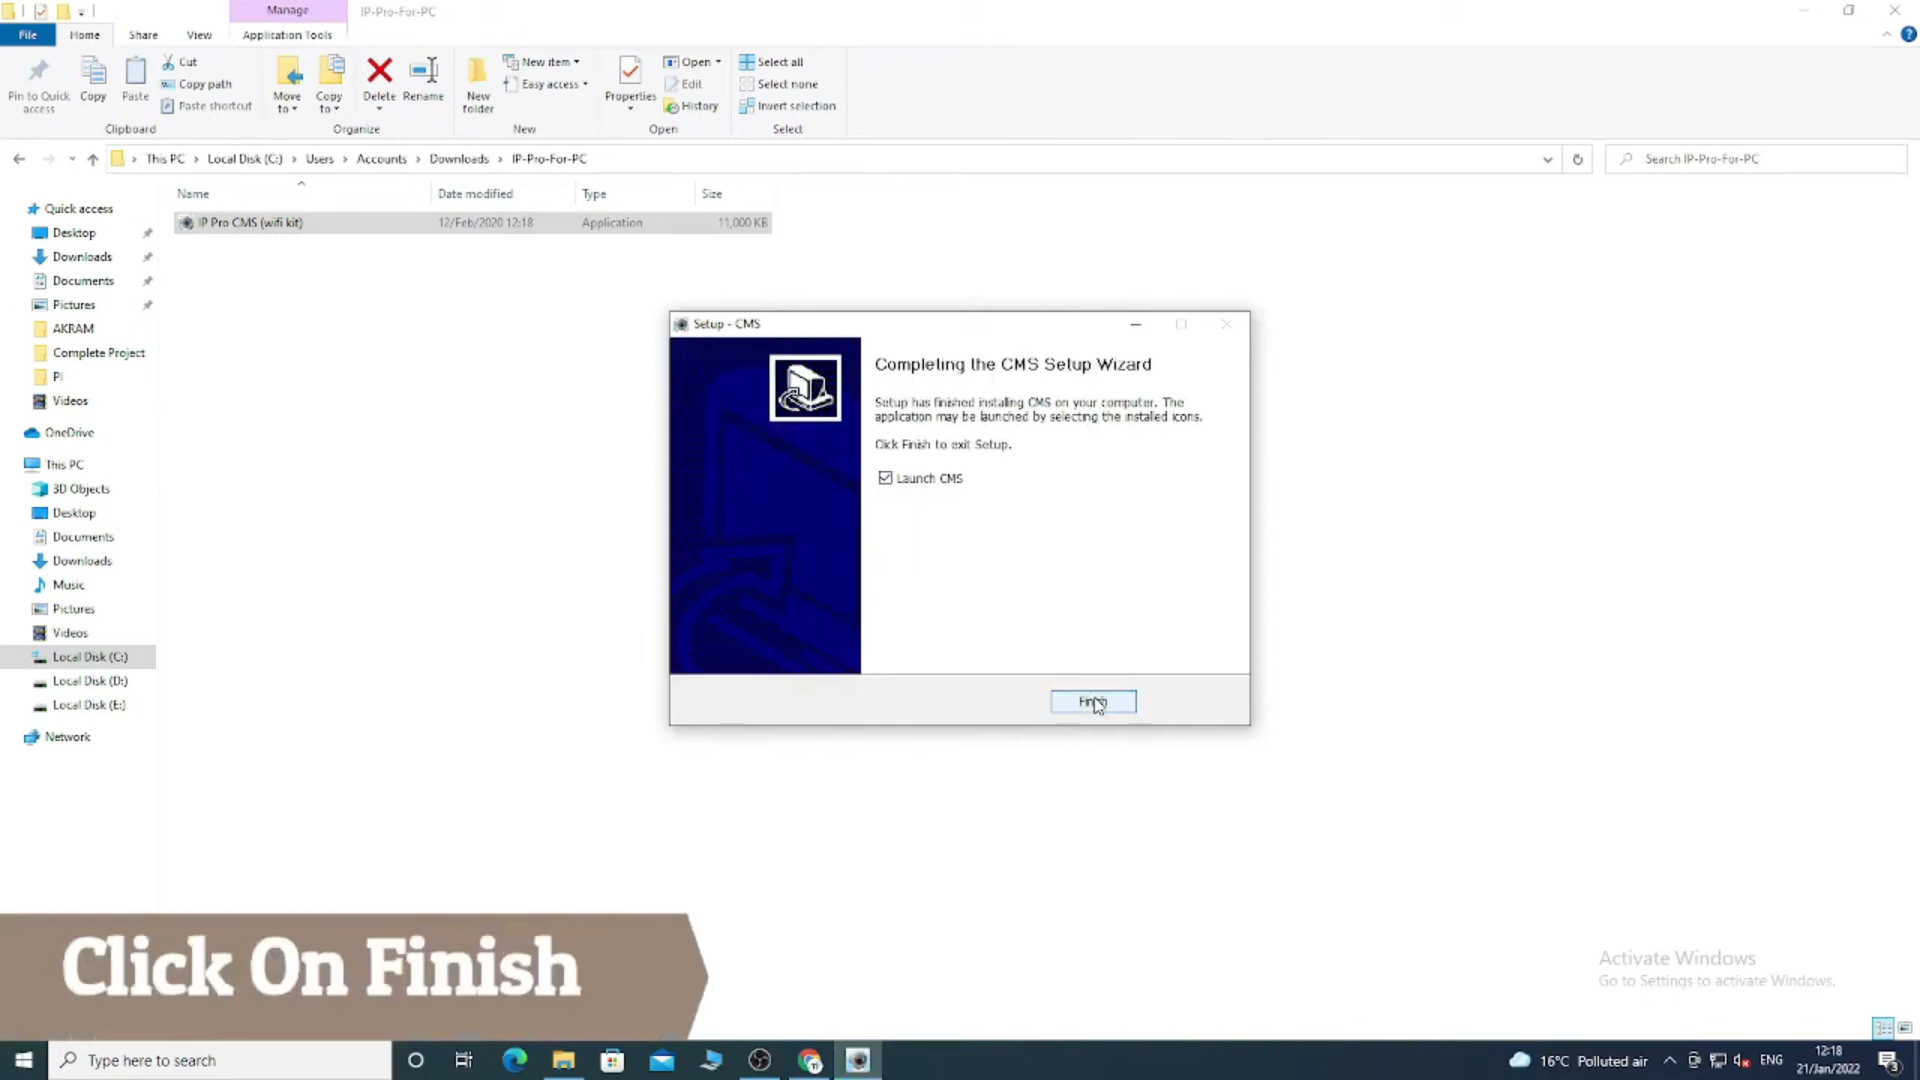 Manage
IP-Pro-For-PC
File
Home
Share
View
Application Tools
Pin to Quick access
Copy
Paste
Cut
Copy path
Paste shortcut
Clipboard
Move to
Copy to
Delete
Rename
Organize
New folder
New item
Easy access
New
Properties
Open
Edit
History
Open
Select all
Select none
Invert selection
Select
This PC > Local Disk (C:) > Users > Accounts > Downloads > IP-Pro-For-PC
Search IP-Pro-For-PC
Name
Date modified
Type
Size
IP Pro CMS (wifi kit)
12/Feb/2020 12:18
Application
11,000 KB
Quick access
Desktop
Downloads
Documents
Pictures
AKRAM
Complete Project
PI
Videos
OneDrive
This PC
3D Objects
Desktop
Documents
Downloads
Music
Pictures
Videos
Local Disk (C:)
Local Disk (D:)
Local Disk (E:)
Network
Setup - CMS
Completing the CMS Setup Wizard
Setup has finished installing CMS on your computer. The
application may be launched by selecting the installed icons.
Click Finish to exit Setup.
Launch CMS
Finish
Click On Finish
Activate Windows
Go to Settings to activate Windows.
Type here to search
16°C Polluted air
ENG
12:18
21/Jan/2022
3